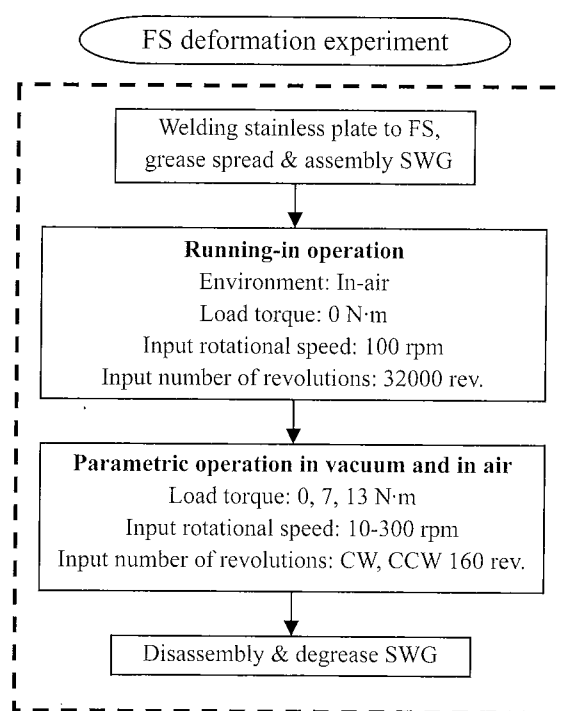 FS deformation experiment
Welding stainless plate to FS,
grease spread & assembly SWG
Running-in operation
Environment: In-air
Load torque: 0 N·m
Input rotational speed: 100 rpm
Input number of revolutions: 32000 rev.
Parametric operation in vacuum and in air
Load torque: 0, 7, 13 N·m
Input rotational speed: 10-300 rpm
Input number of revolutions: CW, CCW 160 rev.
Disassembly & degrease SWG